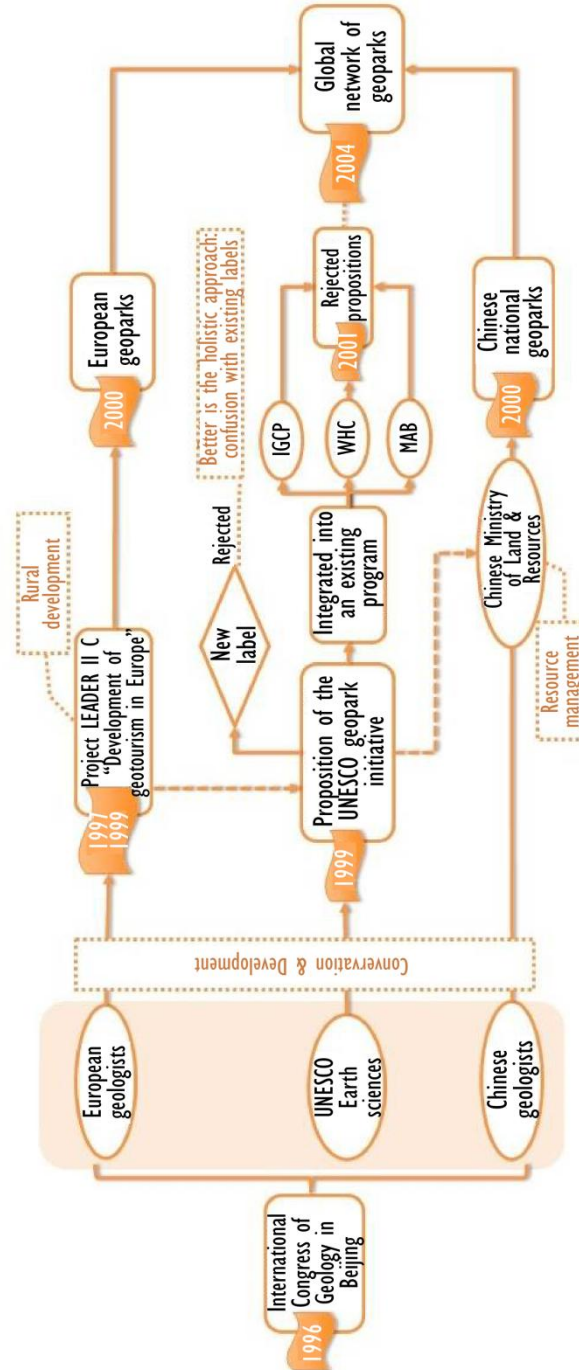 1996
International
Congress of
Geology in
Beijing
European
geologists
UNESCO
Earth
sciences
Chinese
geologists
Convervation & Development
1997
1999
Project LEADER II C
“Development of
geotourism in Europe”
Rural
development
2000
European
geoparks
1999
Proposition of the
UNESCO geopark
initiative
New
label
Rejected
Better is the holistic approach:
confusion with existing labels
Integrated into
an existing
program
IGCP
WHC
MAB
2001
Rejected
propositions
2004
Global
network of
geoparks
Chinese Ministry
of Land &
Resources
Resource
management
2000
Chinese
national
geoparks